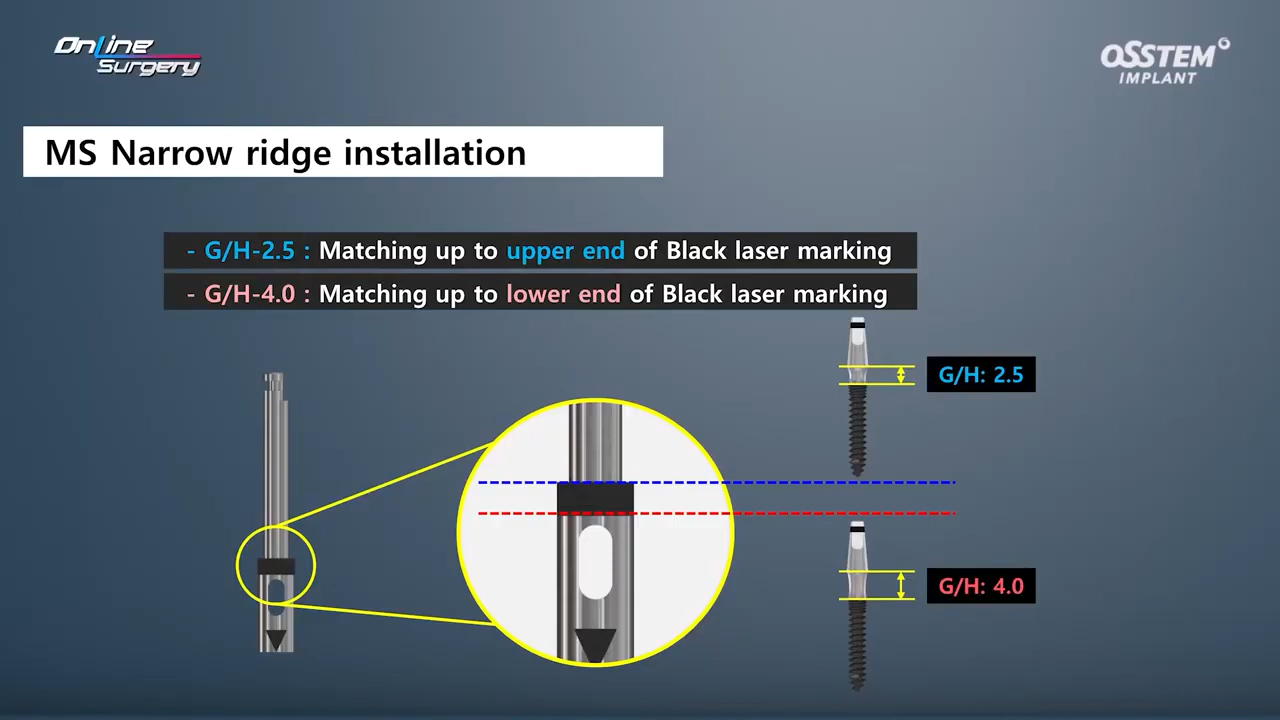 OnLine
Surgery
OSSTEM
IMPLANT
MS Narrow ridge installation
- G/H-2.5 : Matching up to upper end of Black laser marking
- G/H-4.0 : Matching up to lower end of Black laser marking
G/H: 2.5
G/H: 4.0